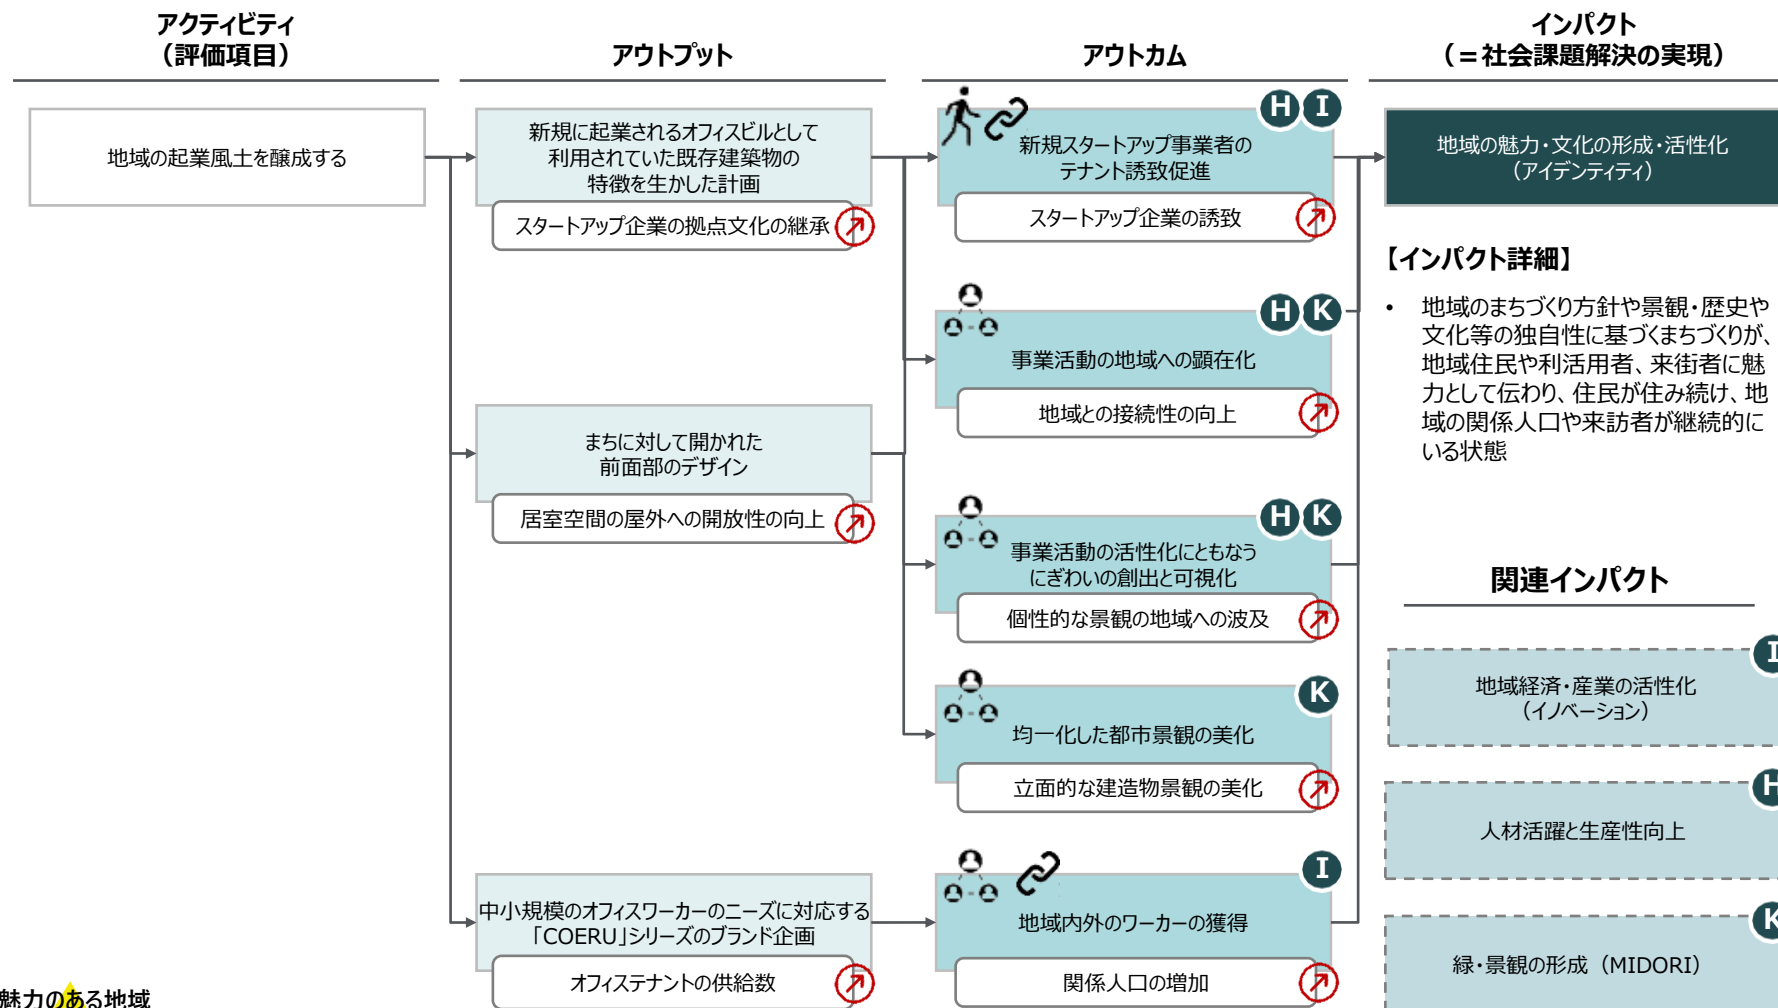 アクティビティ
（評価項目）
アウトプット
アウトカム
インパクト
（＝社会課題解決の実現）
地域の起業風土を醸成する
新規に起業されるオフィスビルとして
利用されていた既存建築物の
特徴を生かした計画
スタートアップ企業の拠点文化の継承
まちに対して開かれた
前面部のデザイン
居室空間の屋外への開放性の向上
中小規模のオフィスワーカーのニーズに対応する
「COERU」シリーズのブランド企画
オフィステナントの供給数
H I
新規スタートアップ事業者の
テナント誘致促進
スタートアップ企業の誘致
H K
事業活動の地域への顕在化
地域との接続性の向上
H K
事業活動の活性化にともなう
にぎわいの創出と可視化
個性的な景観の地域への波及
K
均一化した都市景観の美化
立面的な建造物景観の美化
I
地域内外のワーカーの獲得
関係人口の増加
地域の魅力・文化の形成・活性化
（アイデンティティ）
【インパクト詳細】
• 地域のまちづくり方針や景観・歴史や
文化等の独自性に基づくまちづくりが、
地域住民や利活用者、来街者に魅
力として伝わり、住民が住み続け、地
域の関係人口や来訪者が継続的に
いる状態
関連インパクト
I
地域経済・産業の活性化
（イノベーション）
H
人材活躍と生産性向上
K
緑・景観の形成（MIDORI）
魅力のある地域